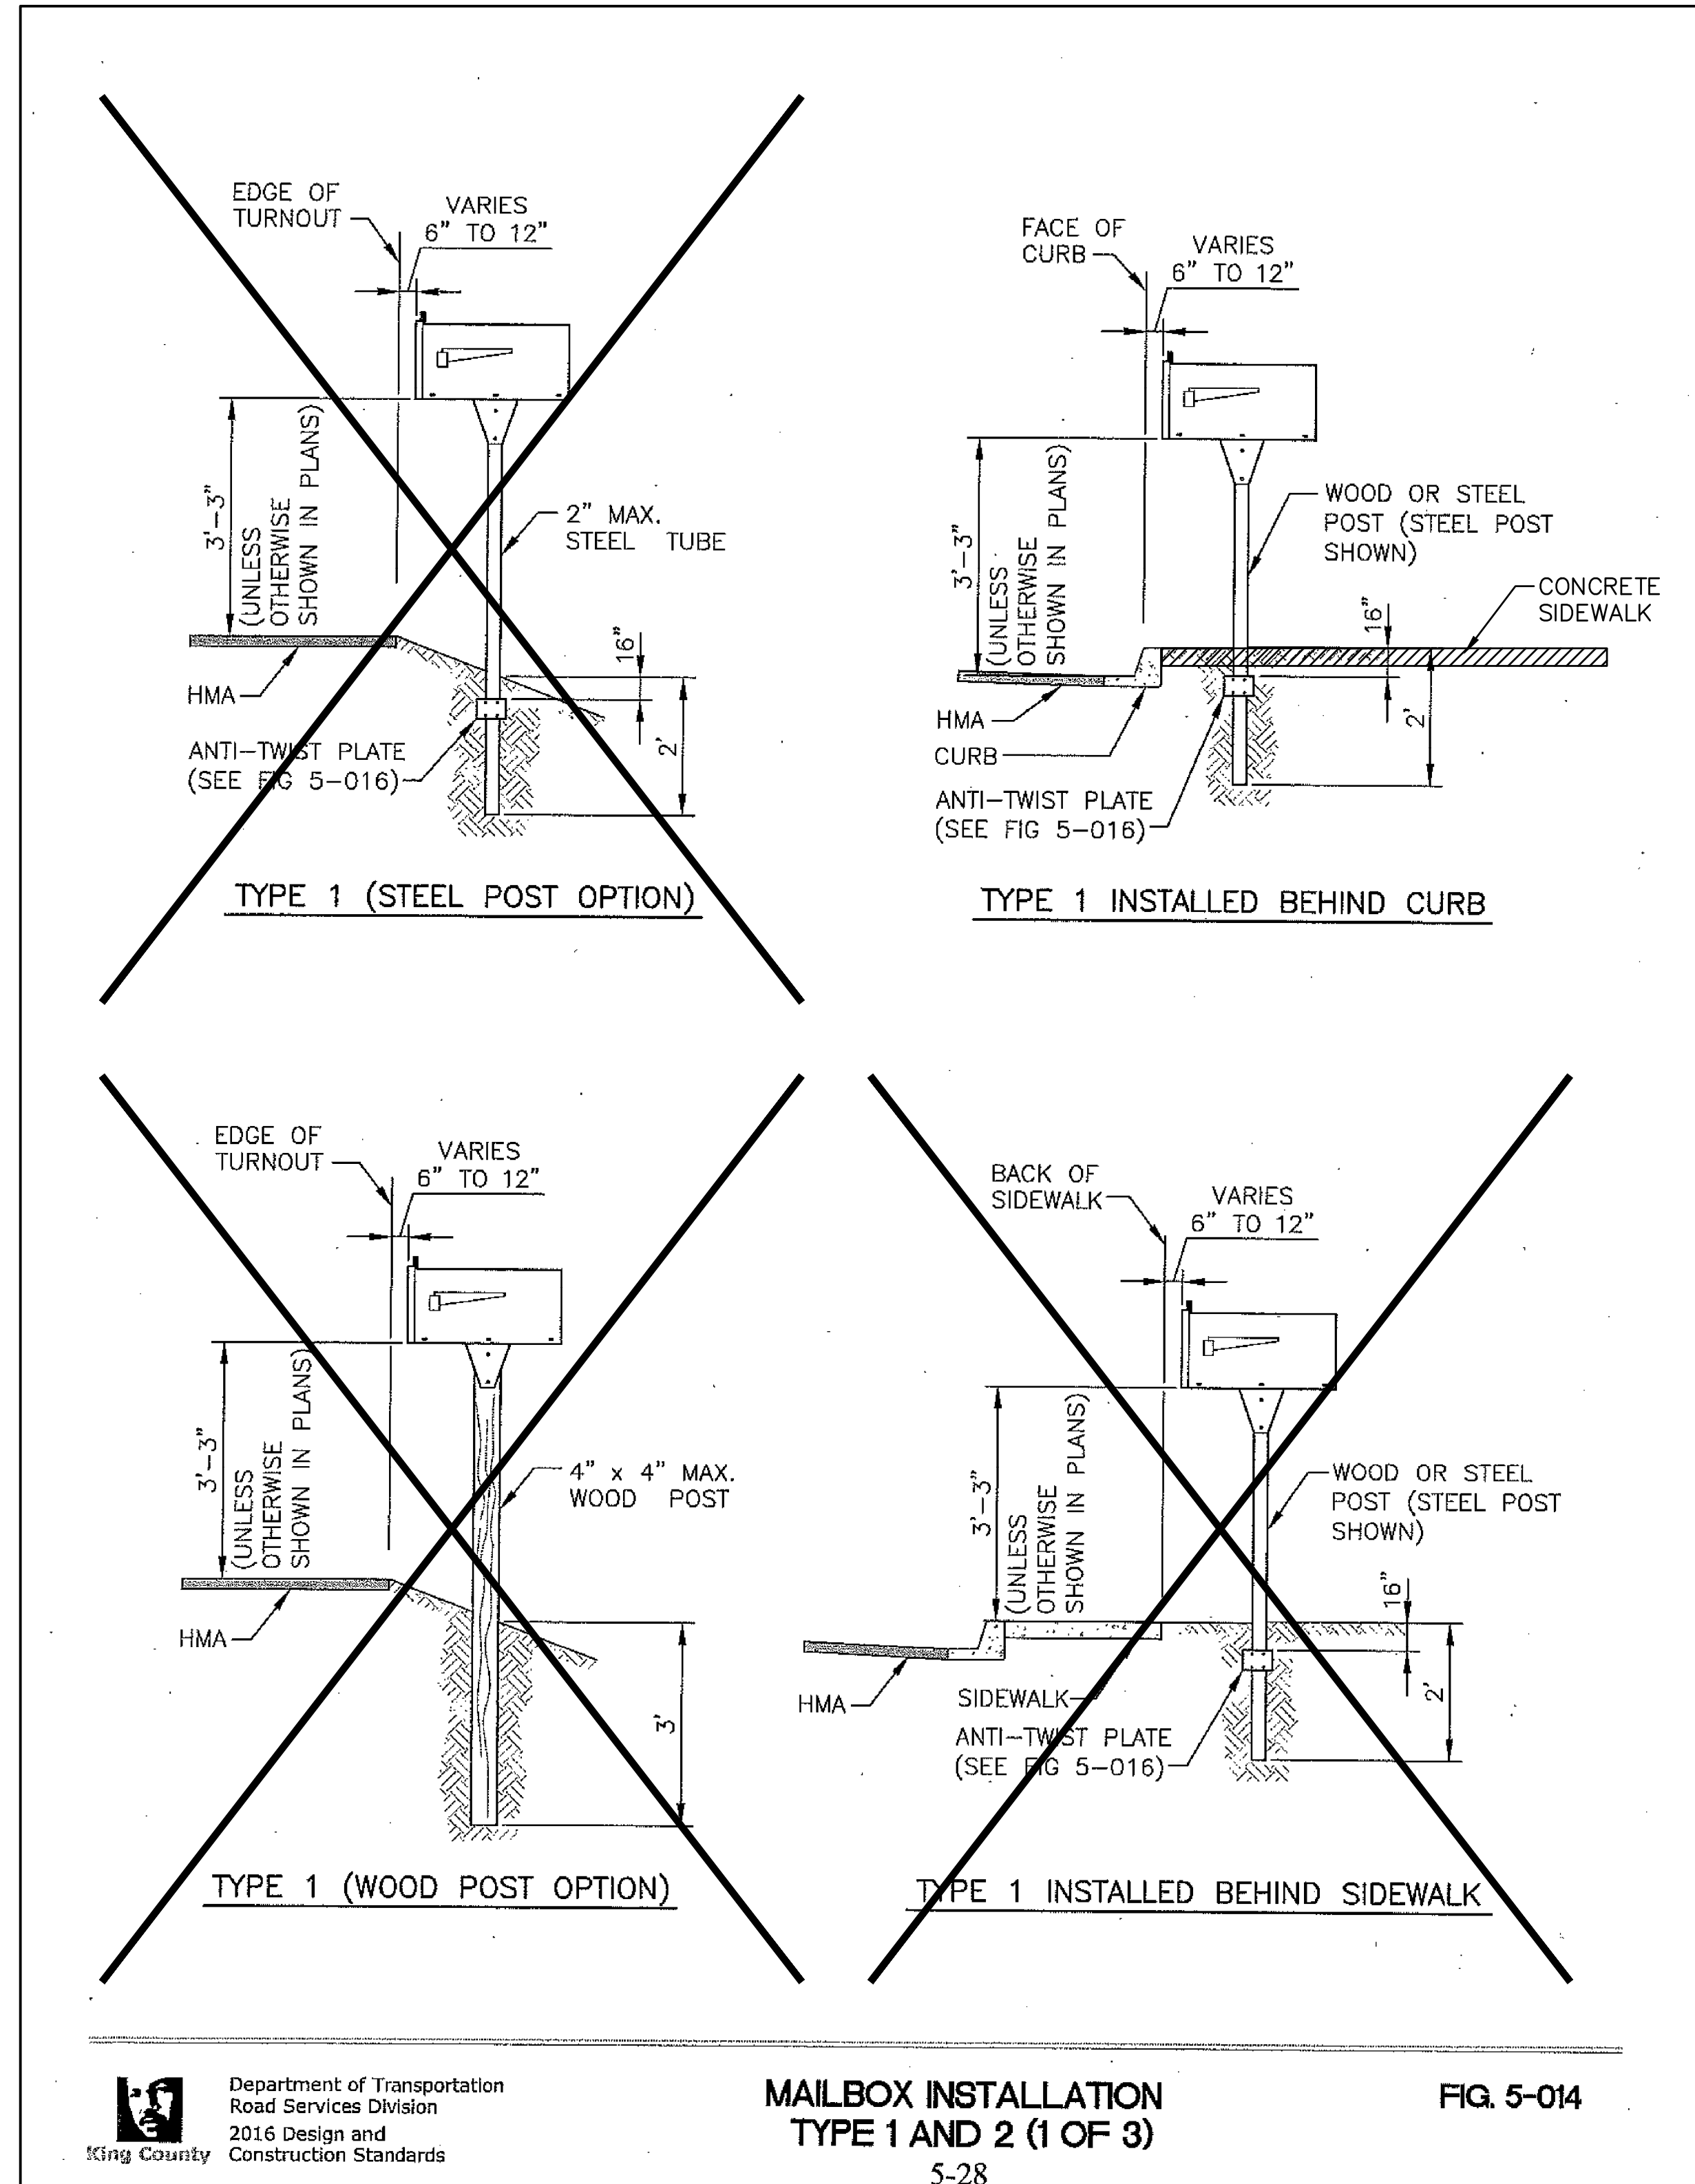 EDGE OF
TURNOUT
VARIES
6" TO 12"
3'-3"
(UNLESS
OTHERWISE
SHOWN IN PLANS)
2" MAX.
STEEL TUBE
16"
HMA
2'
ANTI-TWIST PLATE
(SEE FIG 5-016)
TYPE 1 (STEEL POST OPTION)
FACE OF
CURB
VARIES
6" TO 12"
3'-3"
(UNLESS
OTHERWISE
SHOWN IN PLANS)
WOOD OR STEEL
POST (STEEL POST
SHOWN)
CONCRETE
SIDEWALK
16"
HMA
2'
CURB
ANTI-TWIST PLATE
(SEE FIG 5-016)
TYPE 1 INSTALLED BEHIND CURB
EDGE OF
TURNOUT
VARIES
6" TO 12"
3'-3"
(UNLESS
OTHERWISE
SHOWN IN PLANS)
4" x 4" MAX.
WOOD POST
HMA
3'
TYPE 1 (WOOD POST OPTION)
BACK OF
SIDEWALK
VARIES
6" TO 12"
3'-3"
(UNLESS
OTHERWISE
SHOWN IN PLANS)
WOOD OR STEEL
POST (STEEL POST
SHOWN)
16"
HMA
SIDEWALK
2'
ANTI-TWIST PLATE
(SEE FIG 5-016)
TYPE 1 INSTALLED BEHIND SIDEWALK
King County
Department of Transportation
Road Services Division
2016 Design and
Construction Standards
MAILBOX INSTALLATION
TYPE 1 AND 2 (1 OF 3)
5-28
FIG. 5-014